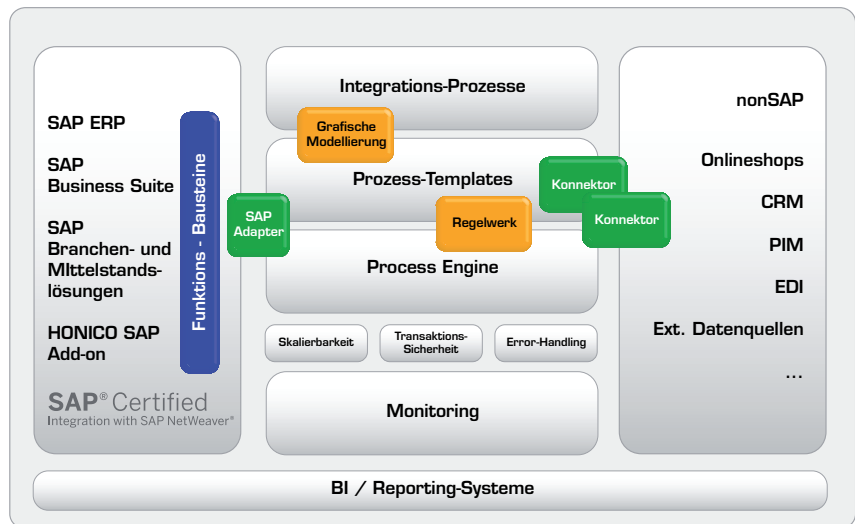 SAP ERP
SAP
Business Suite
SAP
Branchen- und
MIttelstands-
lösungen
HONICO SAP
Add-on
SAP® Certified
Integration with SAP NetWeaver®
Funktions - Bausteine
SAP
Adapter
Integrations-Prozesse
Grafische
Modellierung
Prozess-Templates
Regelwerk
Process Engine
Konnektor
Konnektor
Skalierbarkeit
Transaktions-
Sicherheit
Error-Handling
Monitoring
nonSAP
Onlineshops
CRM
PIM
EDI
Ext. Datenquellen
...
BI / Reporting-Systeme